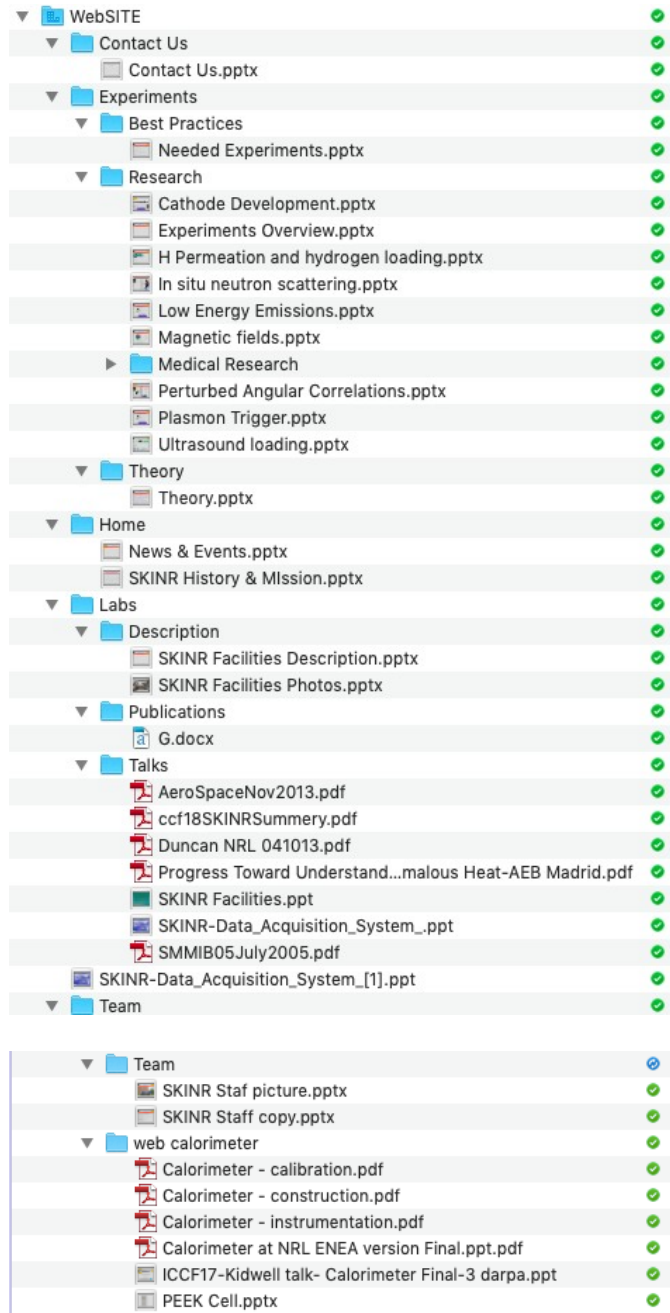 WebSITE
Contact Us
Contact Us.pptx
Experiments
Best Practices
Needed Experiments.pptx
Research
Cathode Development.pptx
Experiments Overview.pptx
H Permeation and hydrogen loading.pptx
In situ neutron scattering.pptx
Low Energy Emissions.pptx
Magnetic fields.pptx
Medical Research
Perturbed Angular Correlations.pptx
Plasmon Trigger.pptx
Ultrasound loading.pptx
Theory
Theory.pptx
Home
News & Events.pptx
SKINR History & MIssion.pptx
Labs
Description
SKINR Facilities Description.pptx
SKINR Facilities Photos.pptx
Publications
G.docx
Talks
AeroSpaceNov2013.pdf
ccf18SKINRSummery.pdf
Duncan NRL 041013.pdf
Progress Toward Understand...malous Heat-AEB Madrid.pdf
SKINR Facilities.ppt
SKINR-Data_Acquisition_System_.ppt
SMMIB05July2005.pdf
SKINR-Data_Acquisition_System_[1].ppt
Team
Team
SKINR Staf picture.pptx
SKINR Staff copy.pptx
web calorimeter
Calorimeter - calibration.pdf
Calorimeter - construction.pdf
Calorimeter - instrumentation.pdf
Calorimeter at NRL ENEA version Final.ppt.pdf
ICCF17-Kidwell talk- Calorimeter Final-3 darpa.ppt
PEEK Cell.pptx